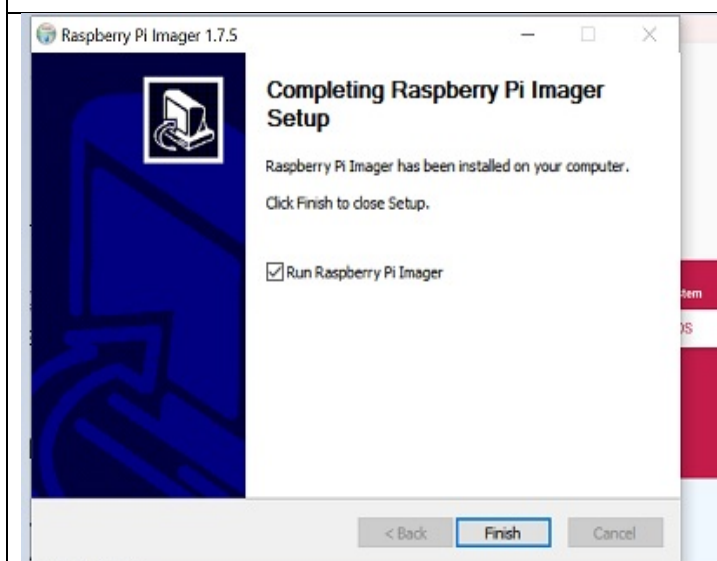 Raspberry Pi Imager 1.7.5
Completing Raspberry Pi Imager
Setup
Raspberry Pi Imager has been installed on your computer.
Click Finish to close Setup.
Run Raspberry Pi Imager
< Back Finish Cancel